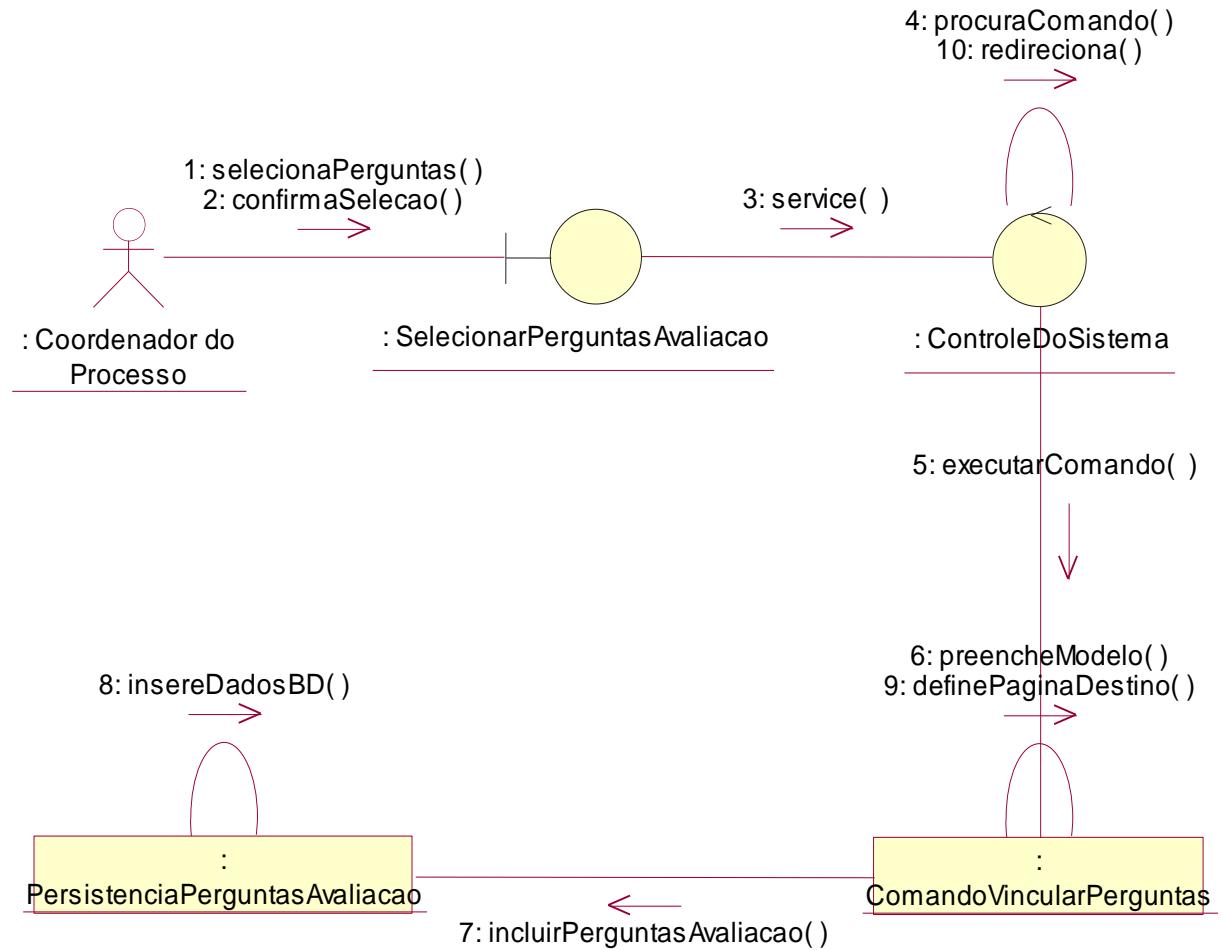 4: procuraComando( )
10: redireciona( )
1: selecionaPerguntas( )
2: confirmaSelecao( )
3: service( )
: Coordenador do
Processo
: SelecionarPerguntasAvaliacao
: ControleDoSistema
5: executarComando( )
6: preencheModelo( )
9: definePaginaDestino( )
8: insereDadosBD( )
:
PersistenciaPerguntasAvaliacao
:
ComandoVincularPerguntas
7: incluirPerguntasAvaliacao( )